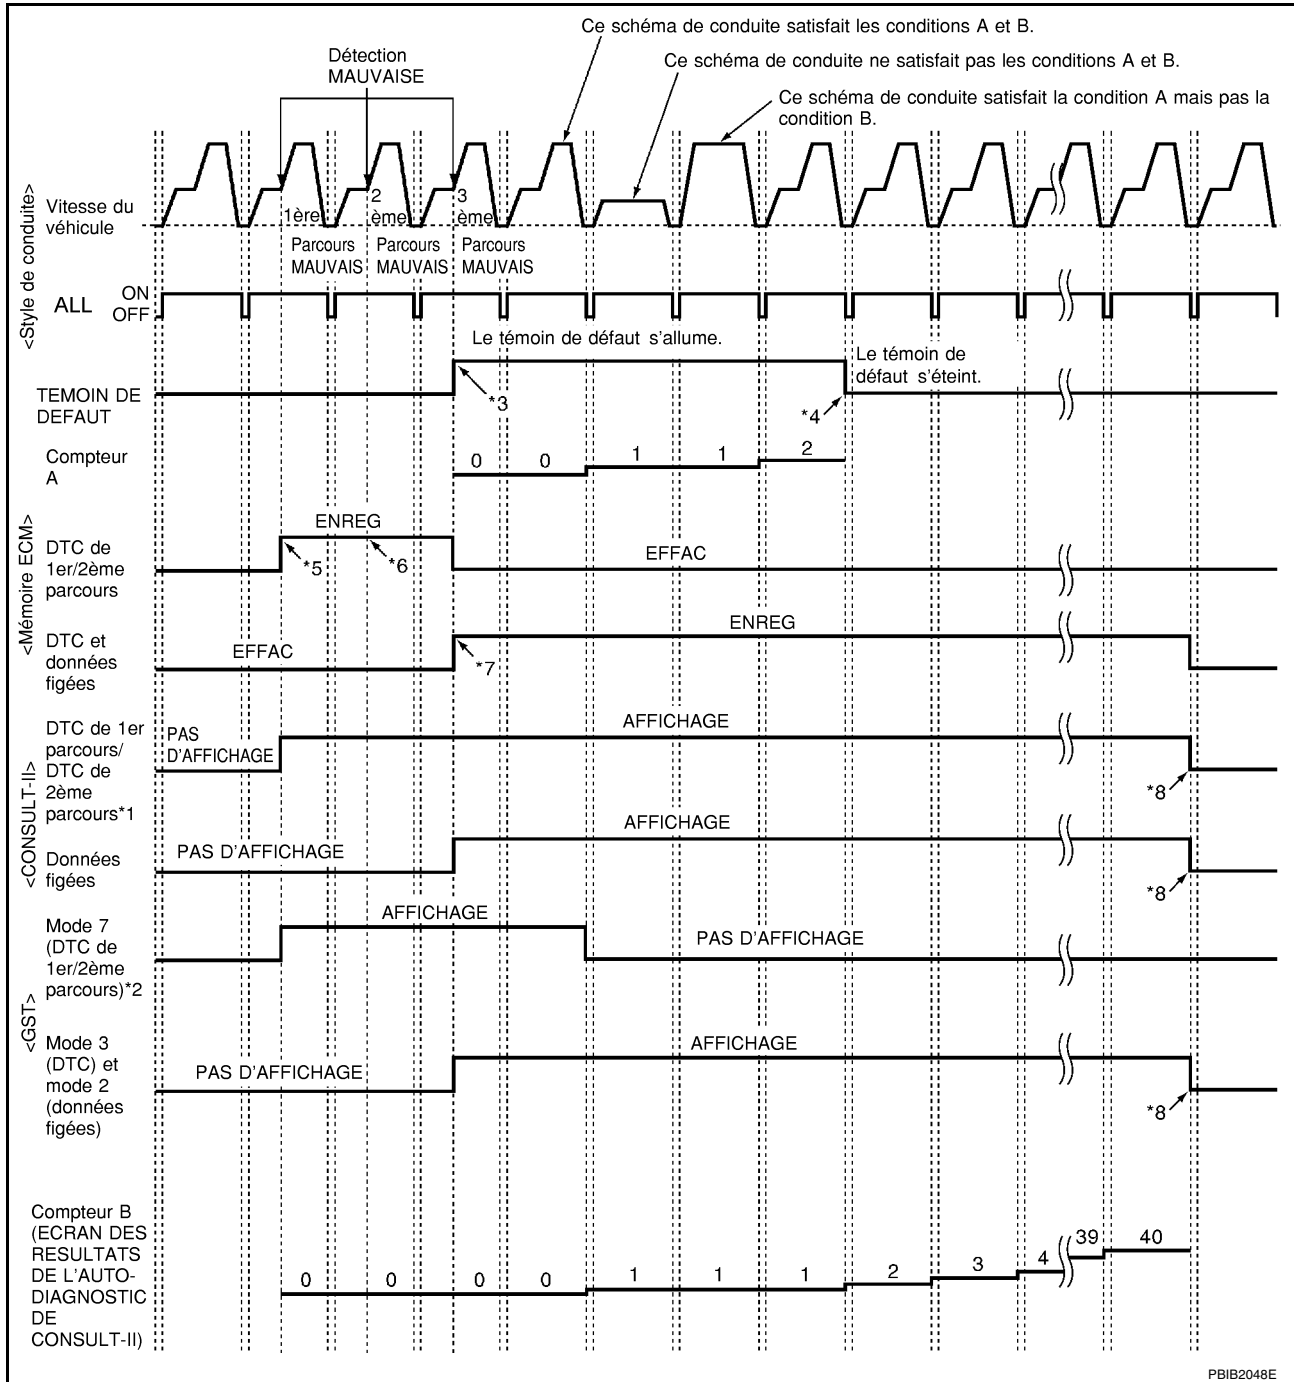 Ce schéma de conduite satisfait les conditions A et B.
Ce schéma de conduite ne satisfait pas les conditions A et B.
Ce schéma de conduite satisfait la condition A mais pas la
condition B.
Détection
MAUVAISE
<Style de conduite>
Vitesse du
véhicule
1ère
Parcours
MAUVAIS
2
ème
Parcours
MAUVAIS
3
ème
Parcours
MAUVAIS
ALL
ON
OFF
Le témoin de défaut s'allume.
Le témoin de
défaut s'éteint.
TEMOIN DE
DEFAUT
*3
*4
Compteur
A
0 0 1 1 2
<Mémoire ECM>
DTC de
1er/2ème
parcours
ENREG
*5
*6
EFFAC
DTC et
données
figées
EFFAC
*7
ENREG
<CONSULT-II>
DTC de 1er
parcours/
DTC de
2ème
parcours*1
PAS
D'AFFICHAGE
AFFICHAGE
*8
Données
figées
PAS D'AFFICHAGE
AFFICHAGE
*8
<GST>
Mode 7
(DTC de
1er/2ème
parcours)*2
AFFICHAGE
PAS D'AFFICHAGE
Mode 3
(DTC) et
mode 2
(données
figées)
PAS D'AFFICHAGE
AFFICHAGE
*8
Compteur B
(ECRAN DES
RESULTATS
DE L'AUTO-
DIAGNOSTIC
DE
CONSULT-II)
0 0 0 0 1 1 1 2 3 4 39 40
PBIB2048E